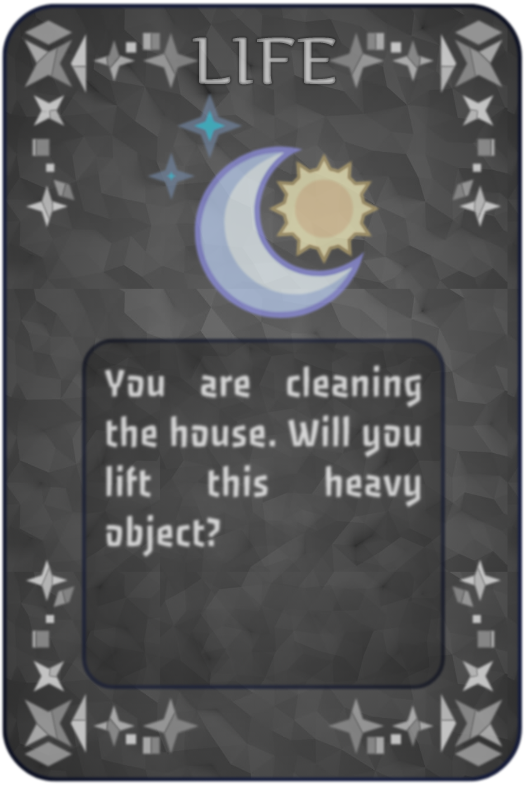 LIFE
You are cleaning
the house. Will you
lift this heavy
object?